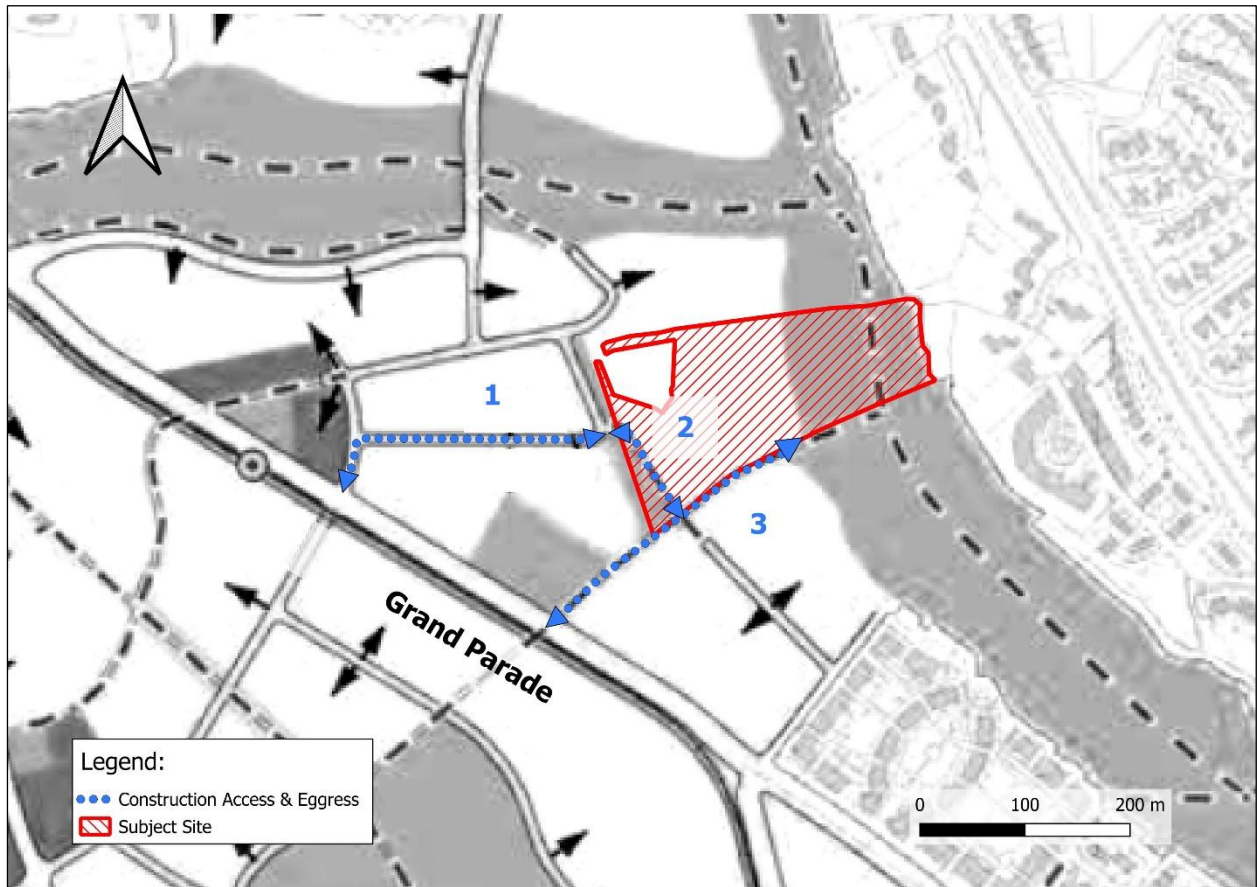 1
2
3
Grand Parade
Legend:
Construction Access & Eggress
Subject Site
0 100 200 m